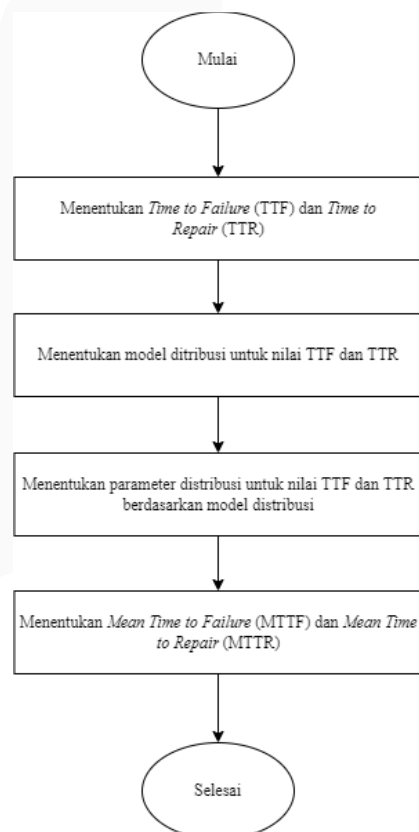 Mulai
Menentukan Time to Failure (TTF) dan Time to
Repair (TTR)
Menentukan model ditribusi untuk nilai TTF dan TTR
Menentukan parameter distribusi untuk nilai TTF dan TTR
berdasarkan model distribusi
Menentukan Mean Time to Failure (MTTF) dan Mean Time
to Repair (MTTR)
Selesai